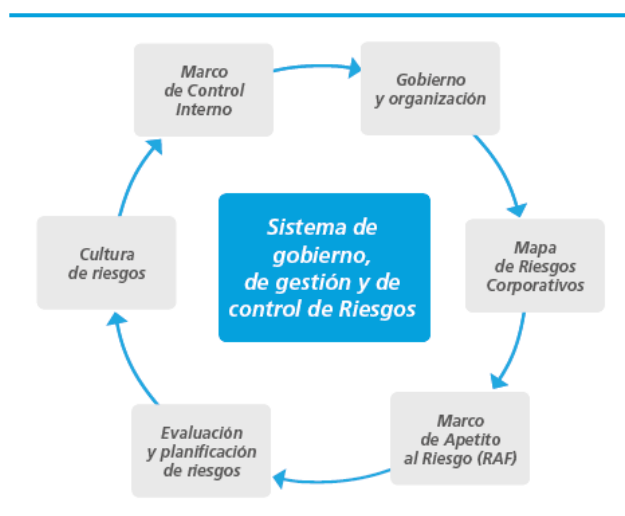 Marco
de Control
Interno
Gobierno
y organización
Mapa
de Riesgos
Corporativos
Marco
de Apetito
al Riesgo (RAF)
Evaluación
y planificación
de riesgos
Cultura
de riesgos
Sistema de
gobierno,
de gestión y de
control de Riesgos